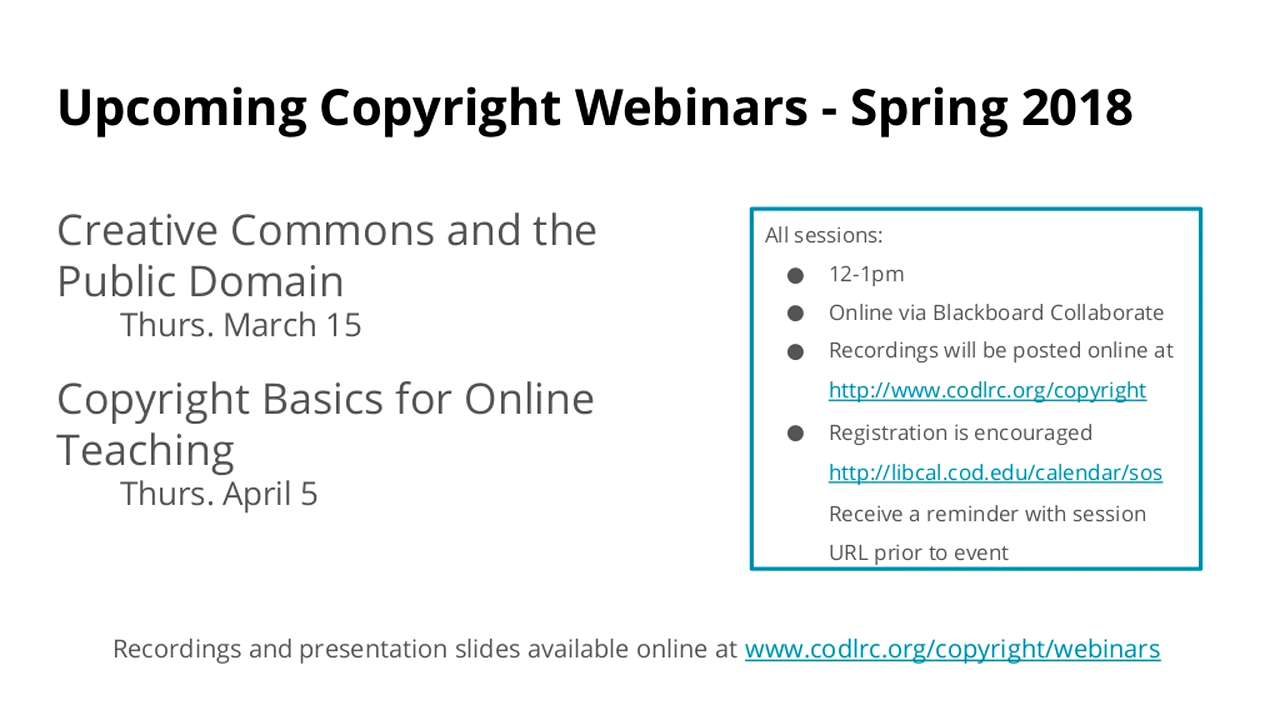 Upcoming Copyright Webinars - Spring 2018
Creative Commons and the
Public Domain
Thurs. March 15
Copyright Basics for Online
Teaching
Thurs. April 5
All sessions:
● 12-1pm
● Online via Blackboard Collaborate
● Recordings will be posted online at
http://www.codlrc.org/copyright
● Registration is encouraged
http://libcal.cod.edu/calendar/sos
Receive a reminder with session
URL prior to event
Recordings and presentation slides available online at www.codlrc.org/copyright/webinars